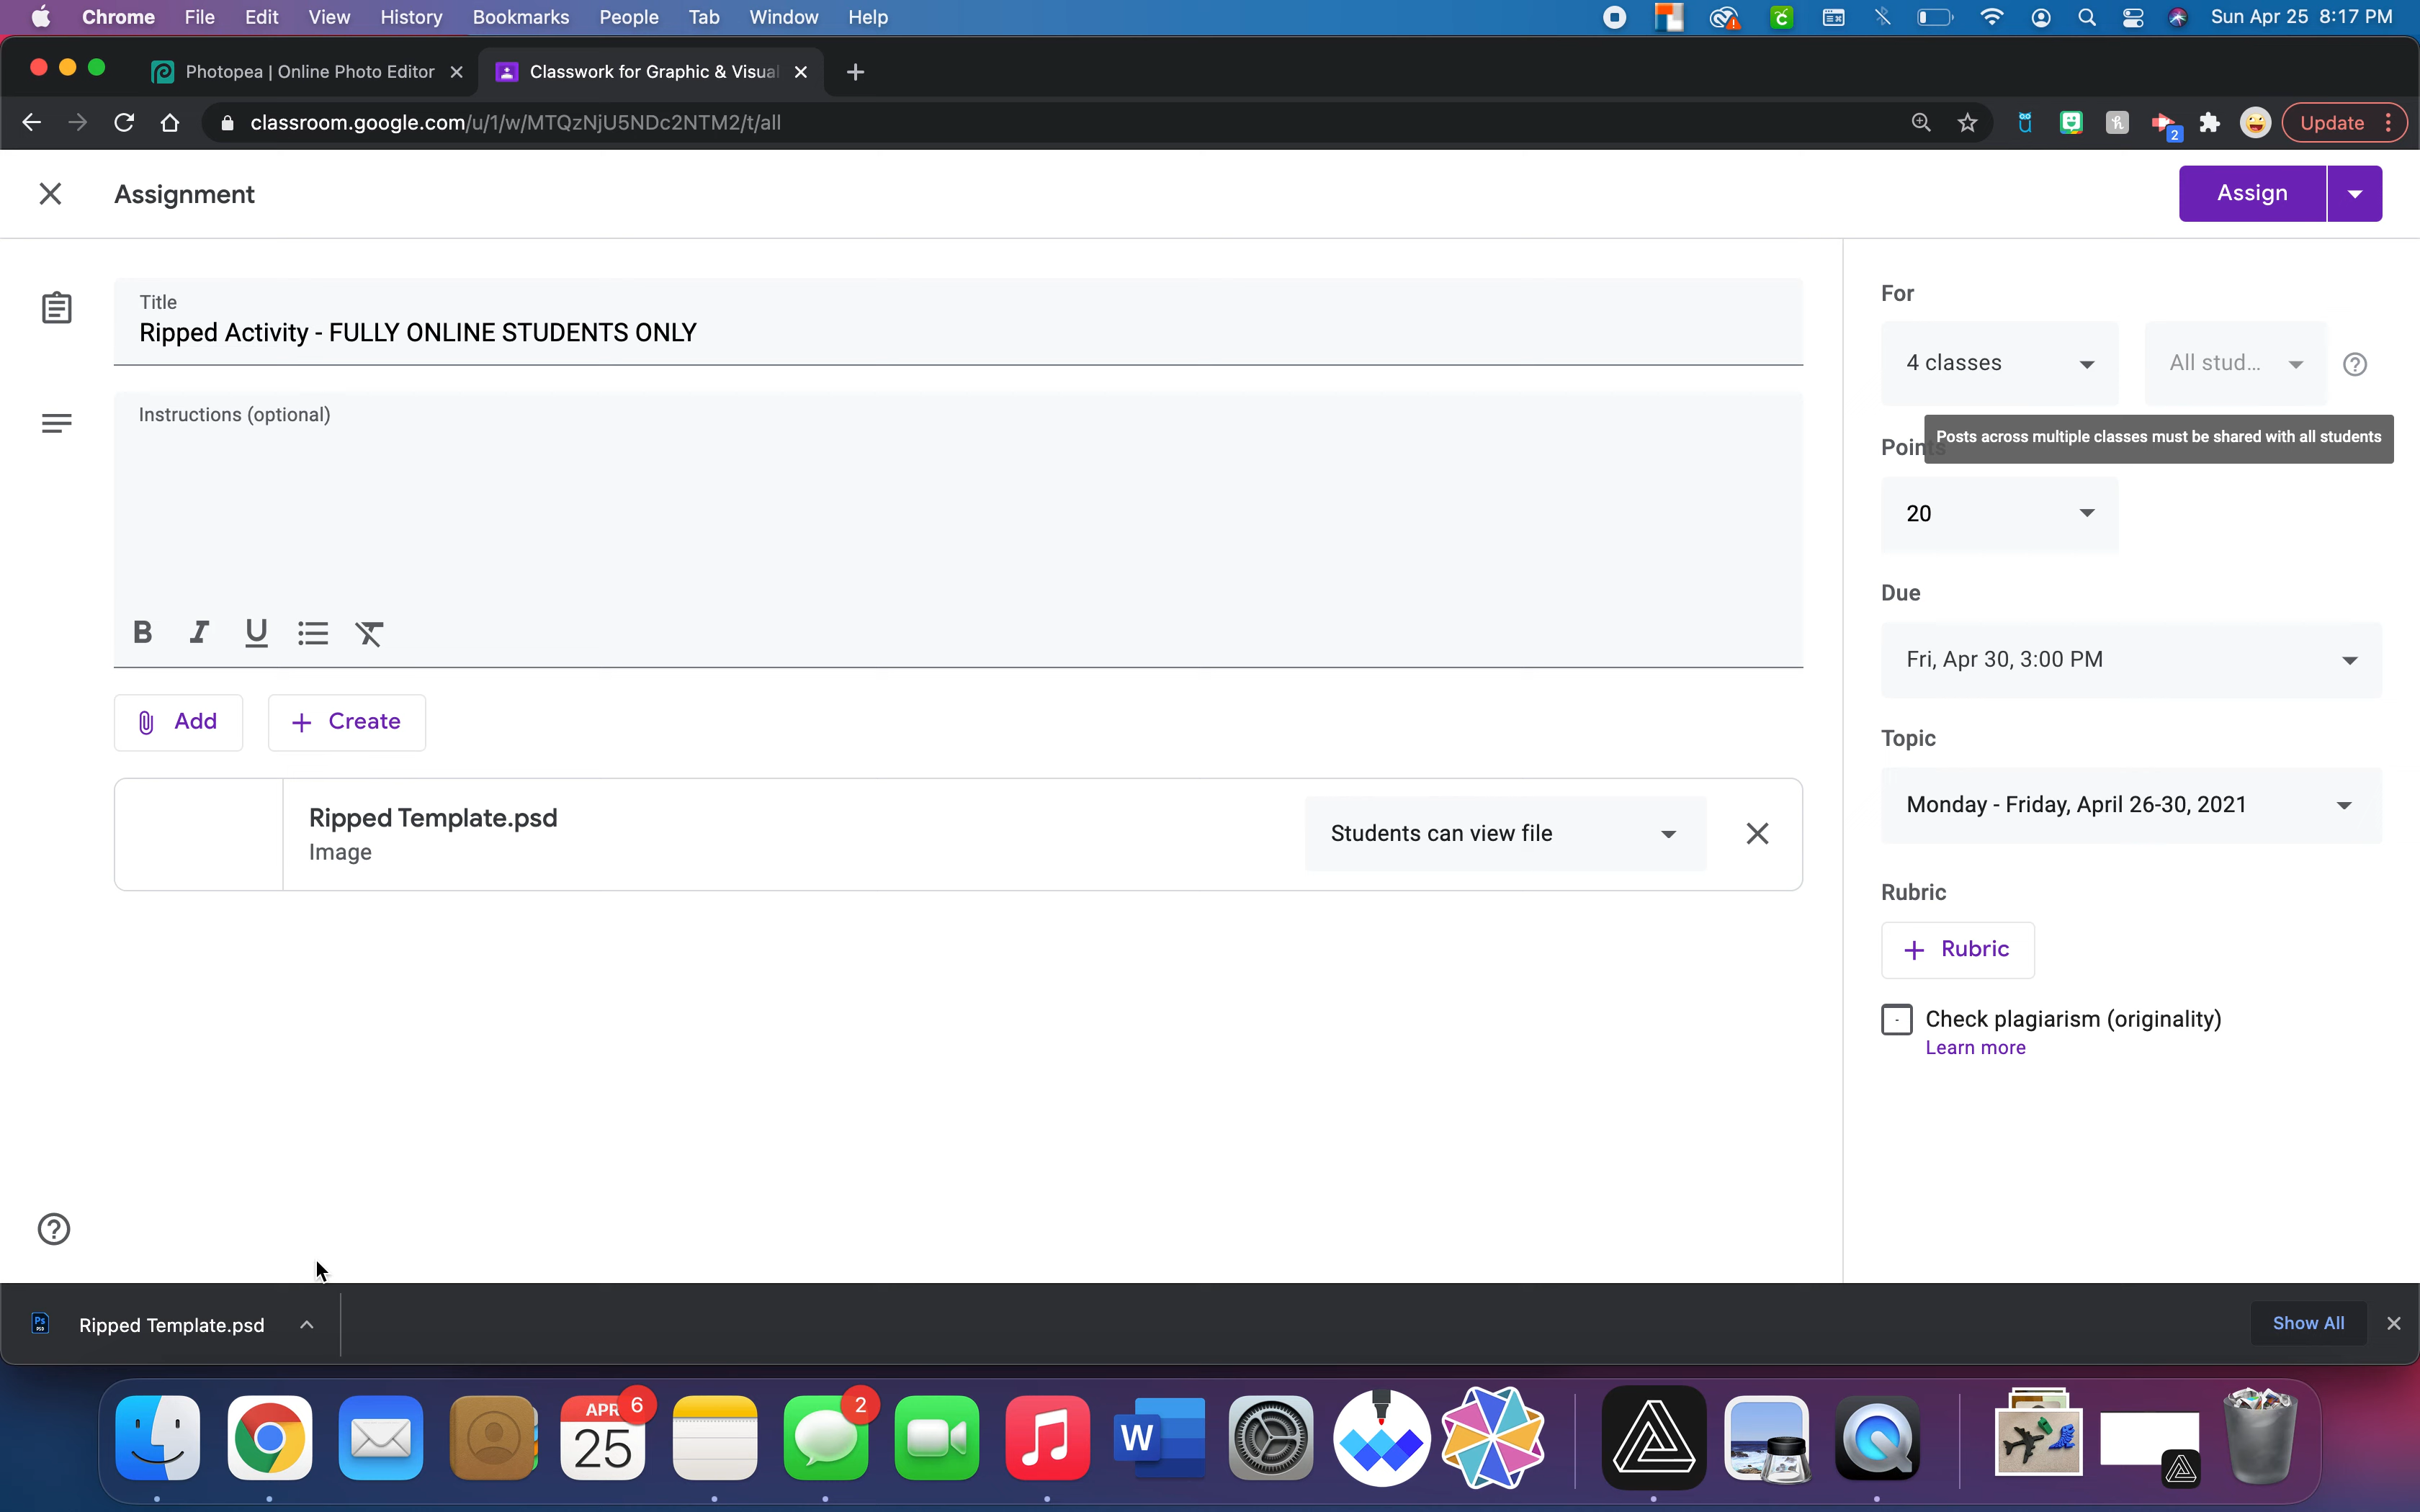 Chrome File Edit View History Bookmarks People Tab Window Help Sun Apr 25 8:17 PM
Photopea | Online Photo Editor Classwork for Graphic & Visual
classroom.google.com/u/1/w/MTQzNjU5NDc2NTM2/t/all 2 Update
Assignment Assign
Title
Ripped Activity - FULLY ONLINE STUDENTS ONLY
Instructions (optional)
B I U
Add Create
Ripped Template.psd
Image
Students can view file
For
4 classes All stud...
Posts across multiple classes must be shared with all students
Points
20
Due
Fri, Apr 30, 3:00 PM
Topic
Monday - Friday, April 26-30, 2021
Rubric
+ Rubric
Check plagiarism (originality)
Learn more
Ps PSD Ripped Template.psd Show All
APR 6 2
25 W